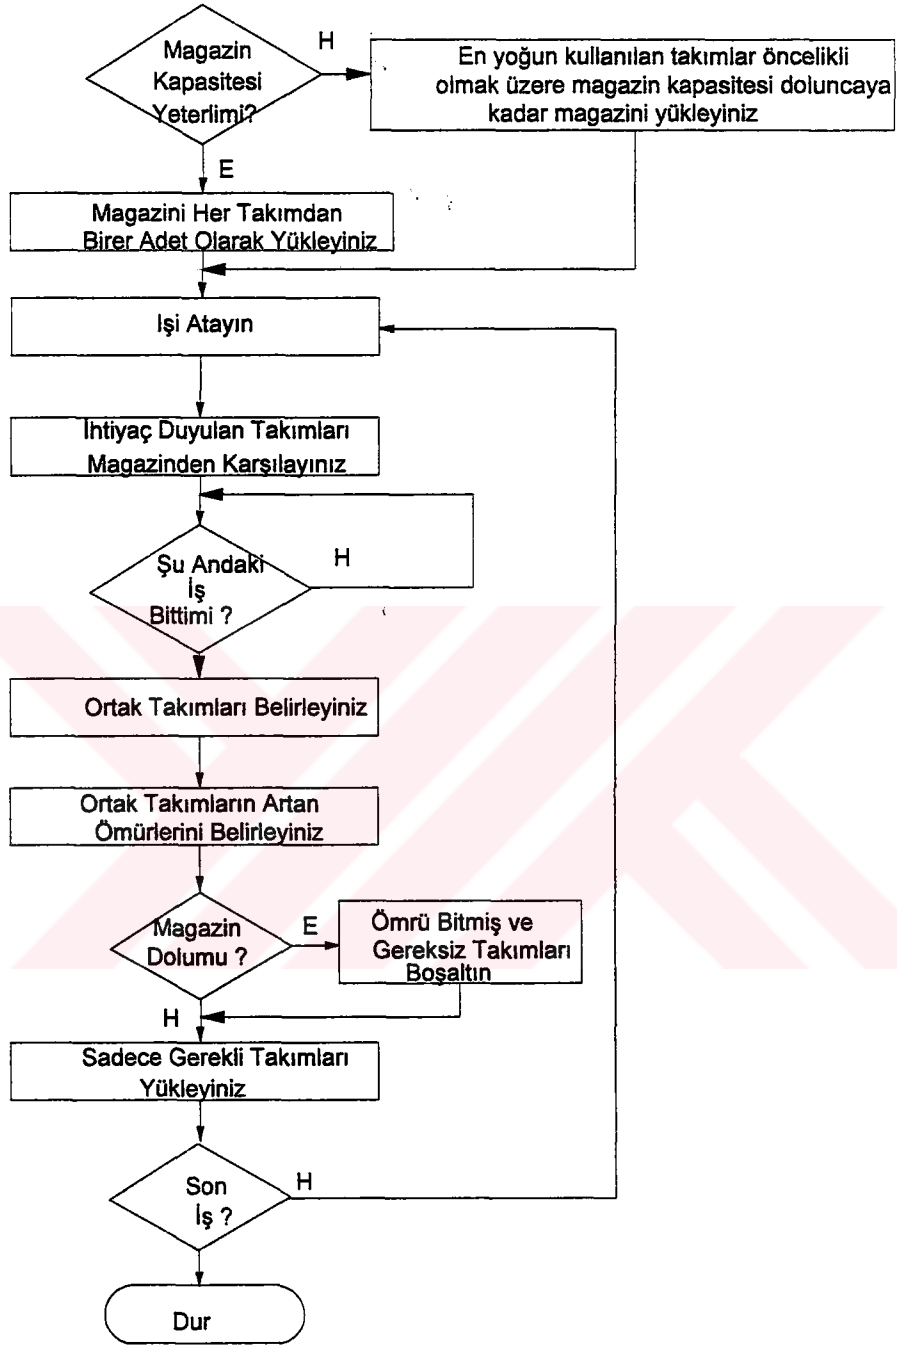 Magazin
Kapasitesi
Yeterlimi?
H
En yoğun kullanılan takımlar öncelikli
olmak üzere magazin kapasitesi doluncaya
kadar magazini yükleyiniz
E
Magazini Her Takımdan
Birer Adet Olarak Yükleyiniz
Işi Atayın
İhtiyaç Duyulan Takımları
Magazinden Karşılayınız
Şu Andaki
İş
Bittimi ?
H
Ortak Takımları Belirleyiniz
Ortak Takımların Artan
Ömürlerini Belirleyiniz
Magazin
Dolumu ?
E
Ömrü Bitmiş ve
Gereksiz Takımları
Boşaltın
H
Sadece Gerekli Takımları
Yükleyiniz
Son
İş ?
H
Dur